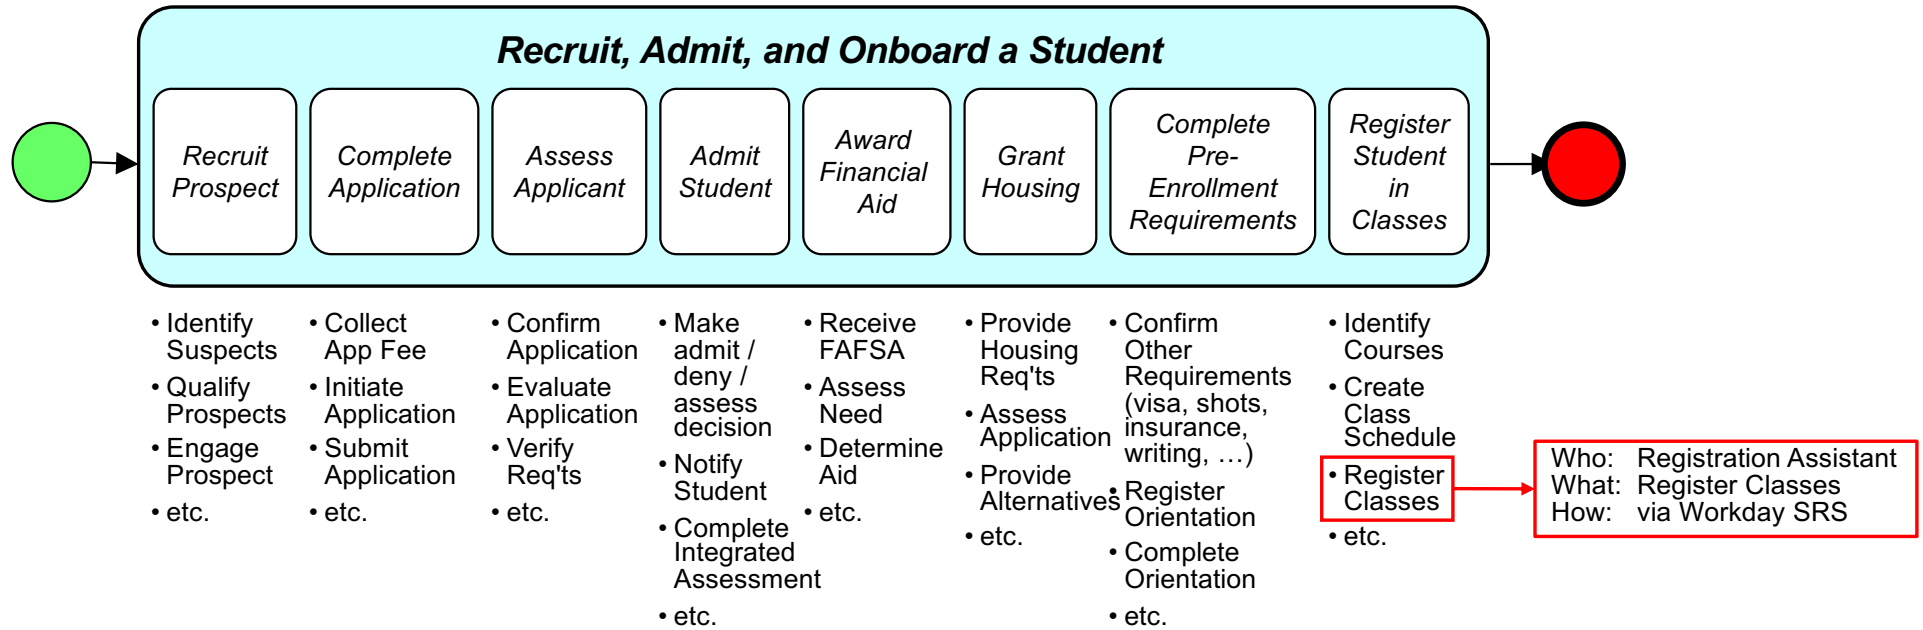 Recruit, Admit, and Onboard a Student
Recruit
Prospect
Complete
Application
Assess
Applicant
Admit
Student
Award
Financial
Aid
Grant
Housing
Complete
Pre-
Enrollment
Requirements
Register
Student
in
Classes
• Identify
Suspects
• Qualify
Prospects
• Engage
Prospect
• etc.
• Collect
App Fee
• Initiate
Application
• Submit
Application
• etc.
• Confirm
Application
• Evaluate
Application
• Verify
Req'ts
• etc.
• Make
admit /
deny /
assess
decision
• Notify
Student
• Complete
Integrated
Assessment
• etc.
• Receive
FAFSA
• Assess
Need
• Determine
Aid
• etc.
• Provide
Housing
Req'ts
• Assess
Application
• Provide
Alternatives
• etc.
• Confirm
Other
Requirements
(visa, shots,
insurance,
writing, …)
• Register
Orientation
• Complete
Orientation
• etc.
• Identify
Courses
• Create
Class
Schedule
• Register
Classes
• etc.
Who: Registration Assistant
What: Register Classes
How: via Workday SRS